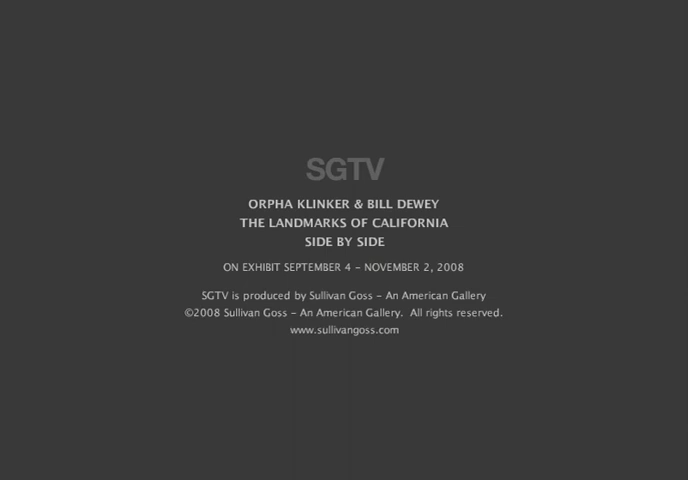 SGTV
ORPHA KLINKER & BILL DEWEY
THE LANDMARKS OF CALIFORNIA
SIDE BY SIDE
ON EXHIBIT SEPTEMBER 4 – NOVEMBER 2, 2008
SGTV is produced by Sullivan Goss – An American Gallery
©2008 Sullivan Goss – An American Gallery. All rights reserved.
www.sullivangoss.com